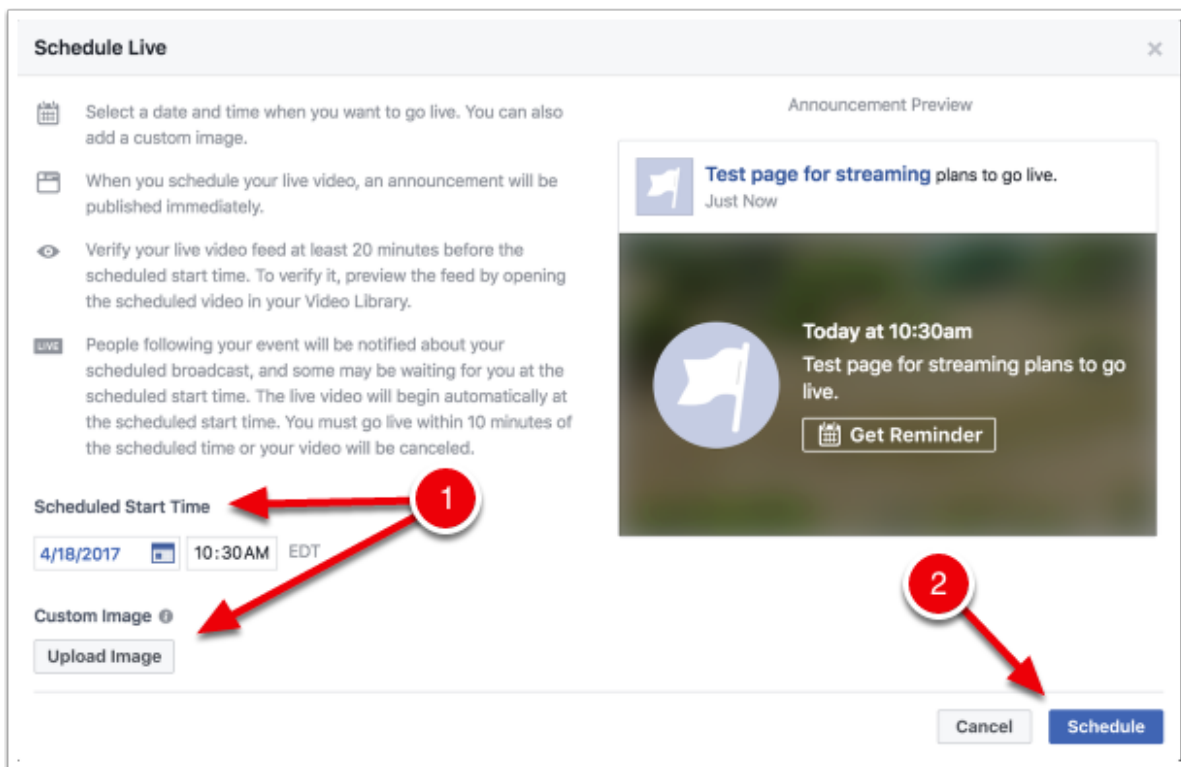 Schedule Live
Select a date and time when you want to go live. You can also
add a custom image.
When you schedule your live video, an announcement will be
published immediately.
Verify your live video feed at least 20 minutes before the
scheduled start time. To verify it, preview the feed by opening
the scheduled video in your Video Library.
LIVE
People following your event will be notified about your
scheduled broadcast, and some may be waiting for you at the
scheduled start time. The live video will begin automatically at
the scheduled start time. You must go live within 10 minutes of
the scheduled time or your video will be canceled.
Scheduled Start Time
1
4/18/2017 10:30AM EDT
Custom Image
Upload Image
Announcement Preview
Test page for streaming plans to go live.
Just Now
Today at 10:30am
Test page for streaming plans to go
live.
Get Reminder
2
Cancel Schedule